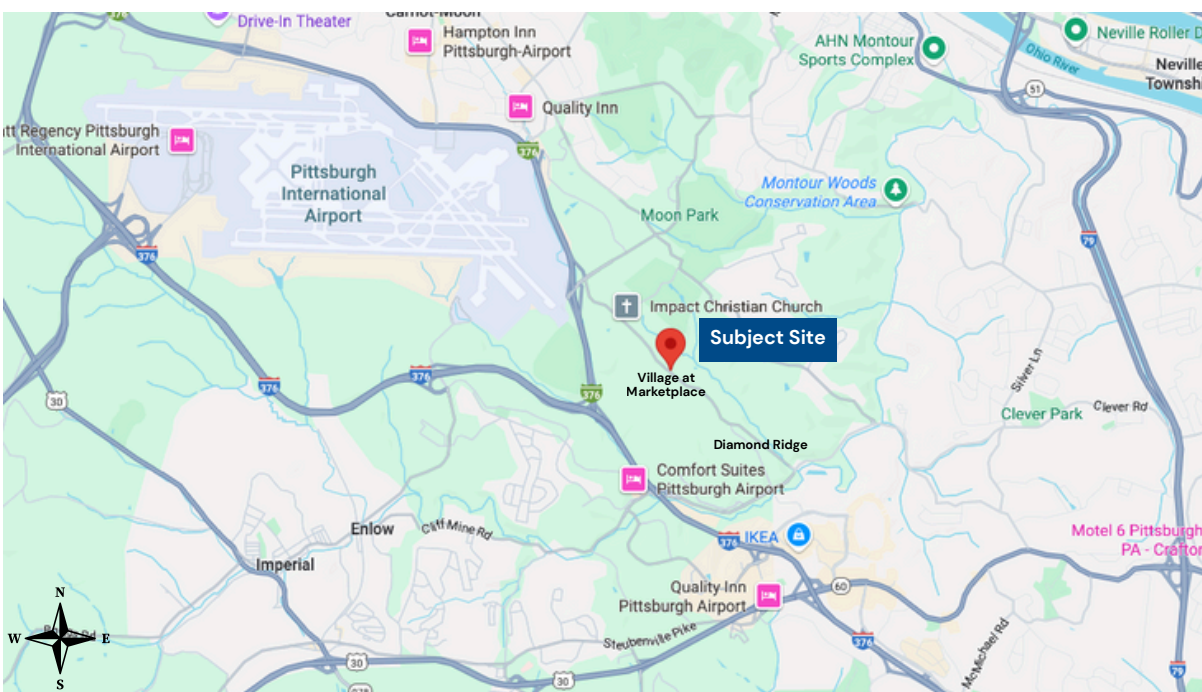 376
Drive-In Theater
Hampton Inn
Pittsburgh-Airport
AHN Montour
Sports Complex
Neville Roller D
Ohio River
Neville
Townsh
51
Quality Inn
tt Regency Pittsburgh
International Airport
376
Pittsburgh
International
Airport
Montour Woods
Conservation Area
Moon Park
79
376
Impact Christian Church
Subject Site
Village at
Marketplace
376
376
376
30
Silver Ln
Clever Park
Clever Rd
Diamond Ridge
Comfort Suites
Pittsburgh Airport
Enlow
Cliff Mine Rd
376
IKEA
Motel 6 Pittsburgh
PA - Crafton
Imperial
Quality Inn
Pittsburgh Airport
60
N
W
E
S
Steubenville Pike
376
McMichael Rd
30
30
79